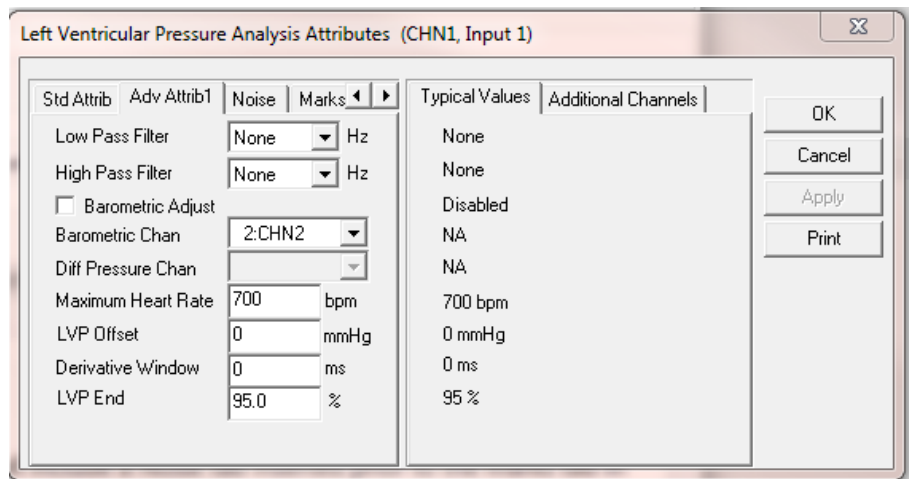 Left Ventricular Pressure Analysis Attributes (CHN1, Input 1)
Std Attrib Adv Attrib1 Noise Marks
Low Pass Filter None Hz
High Pass Filter None Hz
Barometric Adjust
Barometric Chan 2:CHN2
Diff Pressure Chan
Maximum Heart Rate 700 bpm
LVP Offset 0 mmHg
Derivative Window 0 ms
LVP End 95.0 %
Typical Values Additional Channels
None
None
Disabled
NA
NA
700 bpm
0 mmHg
0 ms
95 %
OK
Cancel
Apply
Print